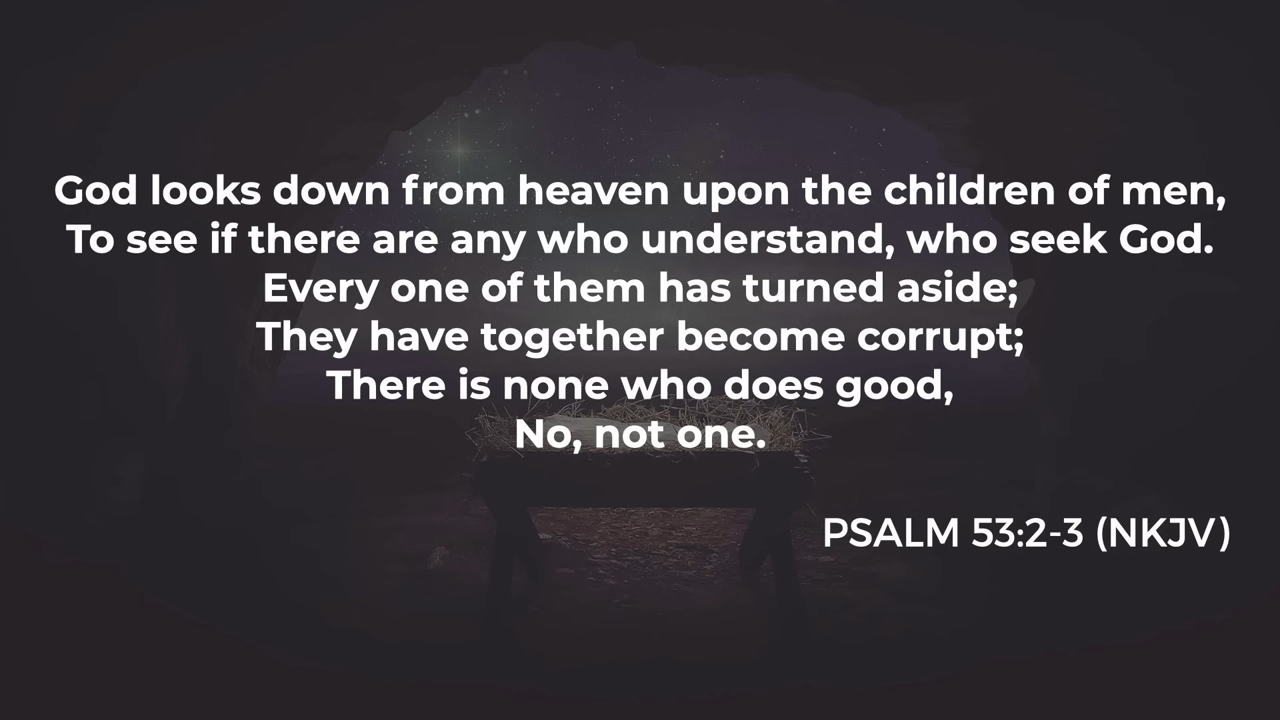 God looks down from heaven upon the children of men,
To see if there are any who understand, who seek God.
Every one of them has turned aside;
They have together become corrupt;
There is none who does good,
No, not one.
PSALM 53:2-3 (NKJV)